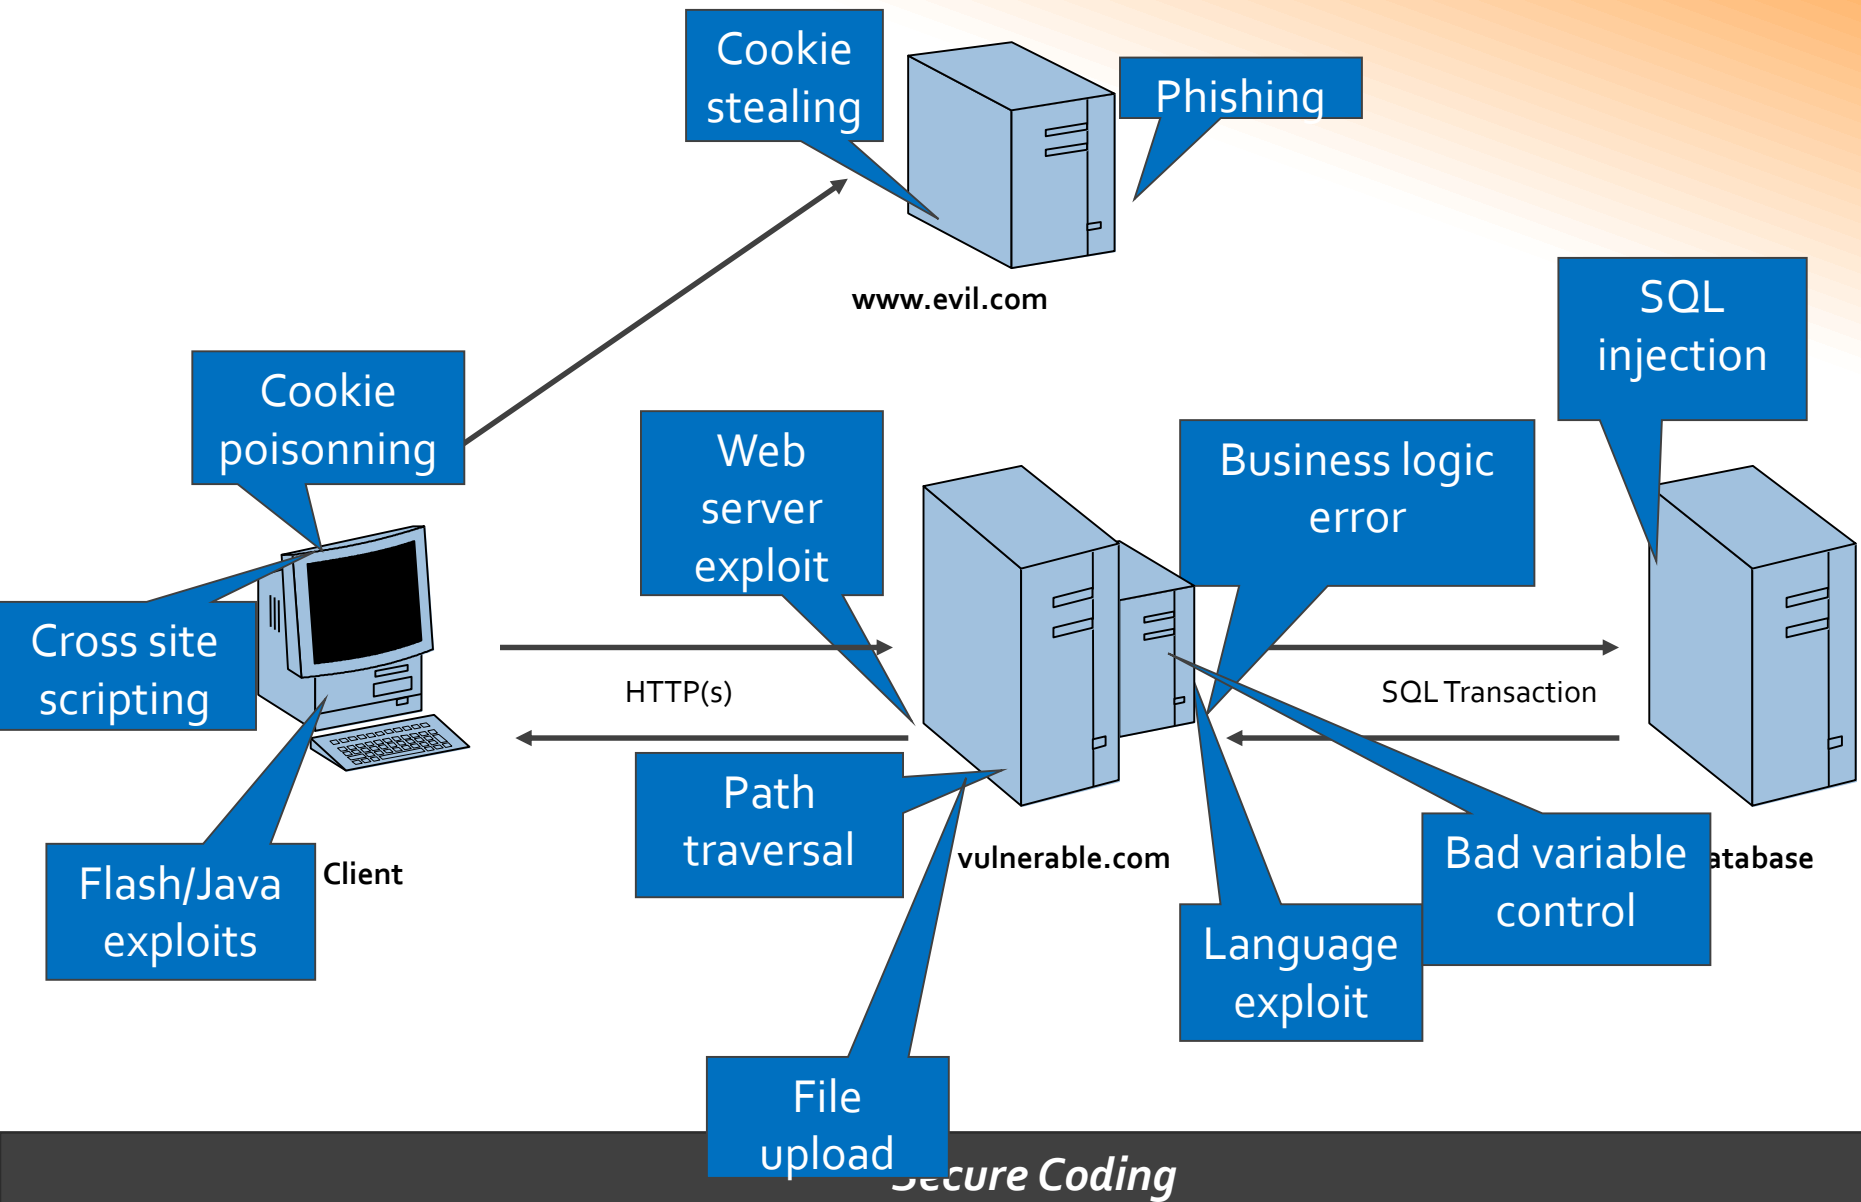 Cookie
stealing
Phishing
www.evil.com
SQL
injection
Cookie
poisonning
Web
server
exploit
Business logic
error
Cross site
scripting
HTTP(s)
SQL Transaction
Path
traversal
Flash/Java
exploits
Client
vulnerable.com
Bad variable
control
atabase
Language
exploit
File
upload
ecure Coding